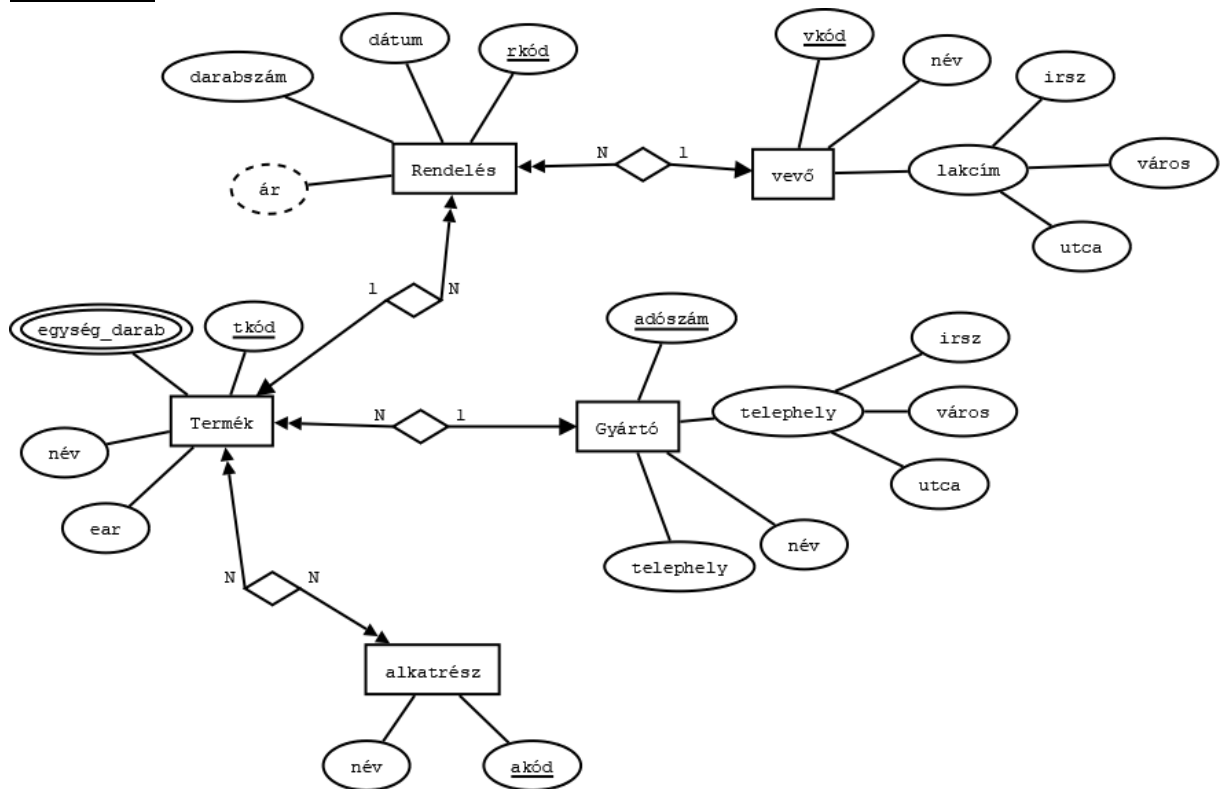 dátum
rkód
darabszám
ár
Rendelés
N
1
vkód
név
irsz
város
lakcím
vevő
utca
1
N
egység_darab
tkód
Termék
név
ear
N
1
adószám
Gyártó
telephely
irsz
város
utca
név
telephely
N
N
alkatrész
név
akód